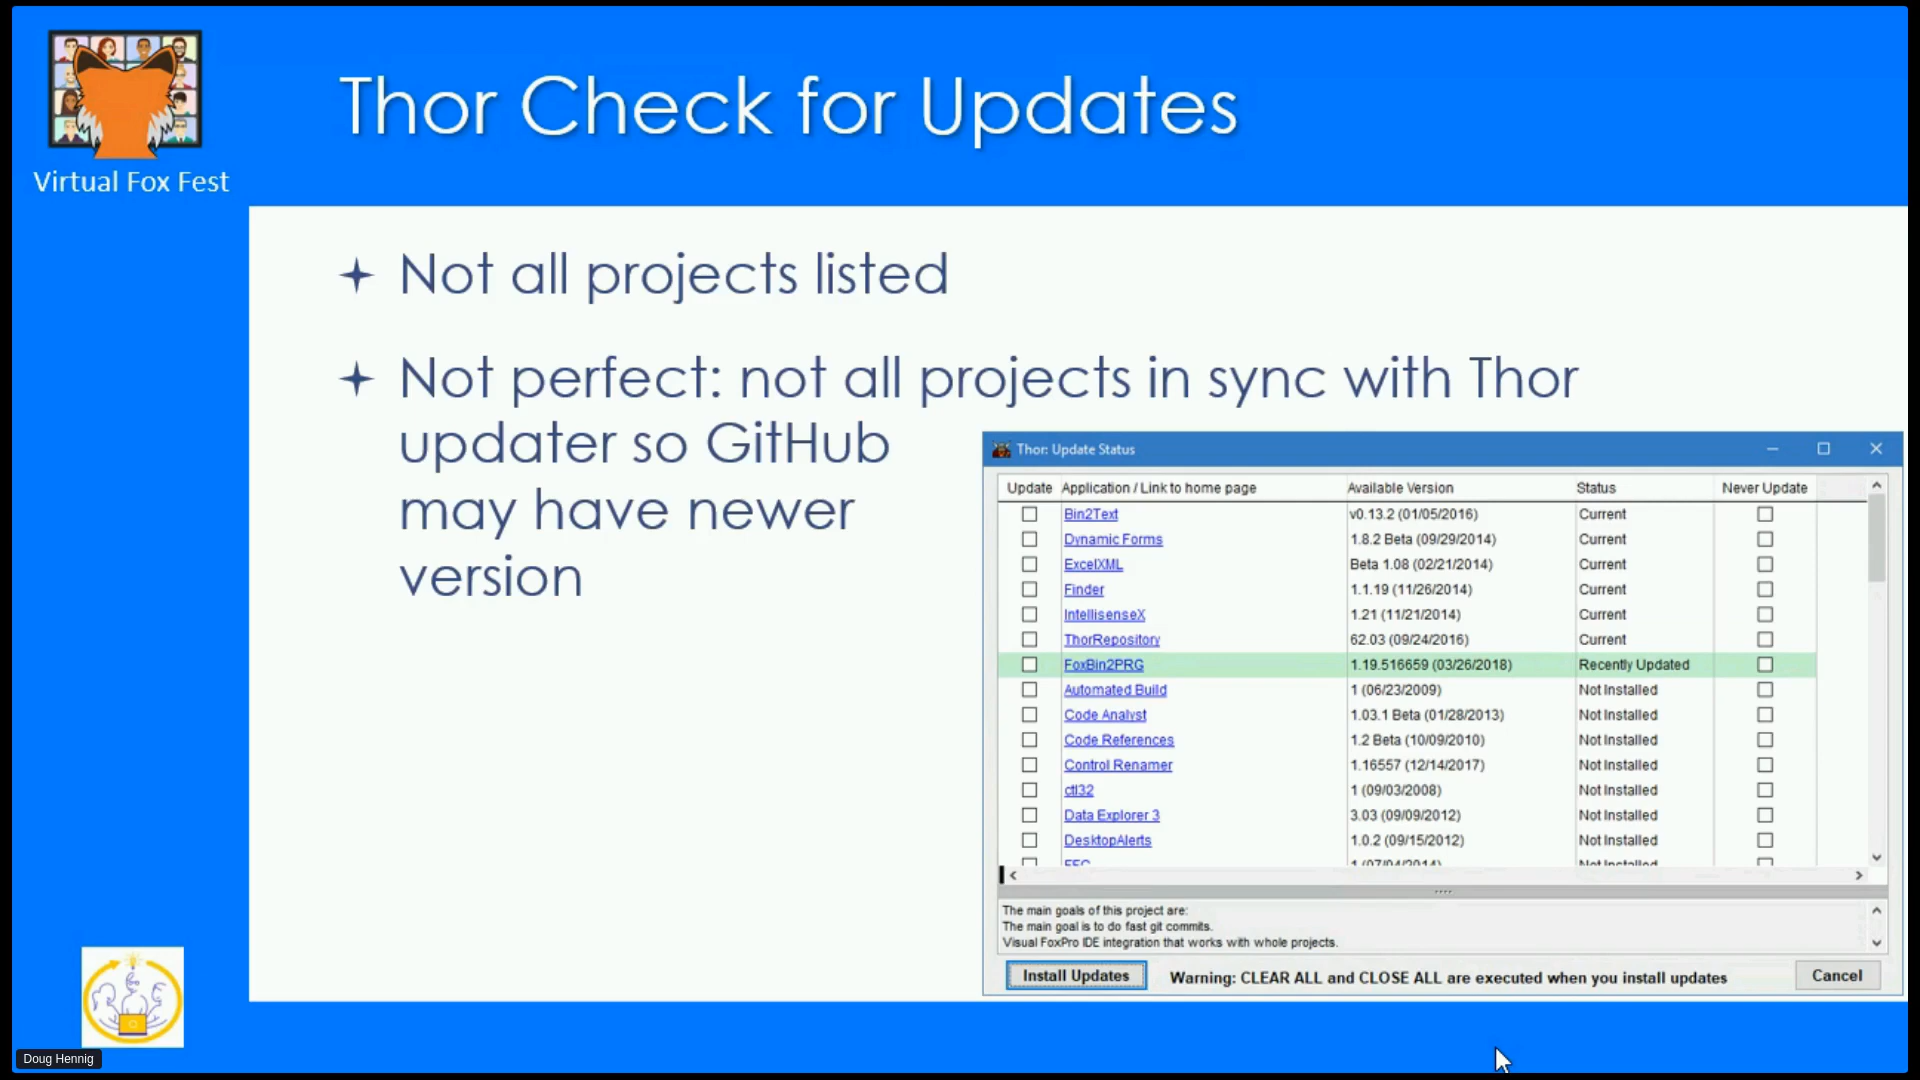 Virtual Fox Fest
Thor Check for Updates
Not all projects listed
Not perfect: not all projects in sync with Thor
updater so GitHub
may have newer
version
Thor: Update Status
Update Application / Link to home page Available Version Status Never Update
Bin2Text v0.13.2 (01/05/2016) Current
Dynamic Forms 1.8.2 Beta (09/29/2014) Current
ExcelXML Beta 1.08 (02/21/2014) Current
Finder 1.1.19 (11/26/2014) Current
IntellisenseX 1.21 (11/21/2014) Current
ThorRepository 62.03 (09/24/2016) Current
FoxBin2PRG 1.19.516659 (03/26/2018) Recently Updated
Automated Build 1 (06/23/2009) Not Installed
Code Analyst 1.03.1 Beta (01/28/2013) Not Installed
Code References 1.2 Beta (10/09/2010) Not Installed
Control Renamer 1.16557 (12/14/2017) Not Installed
ctl32 1 (09/03/2008) Not Installed
Data Explorer 3 3.03 (09/09/2012) Not Installed
DesktopAlerts 1.0.2 (09/15/2012) Not Installed
1 (07/04/2014) Not Installed
The main goals of this project are:
The main goal is to do fast git commits.
Visual FoxPro IDE integration that works with whole projects.
Install Updates Warning: CLEAR ALL and CLOSE ALL are executed when you install updates Cancel
Doug Hennig